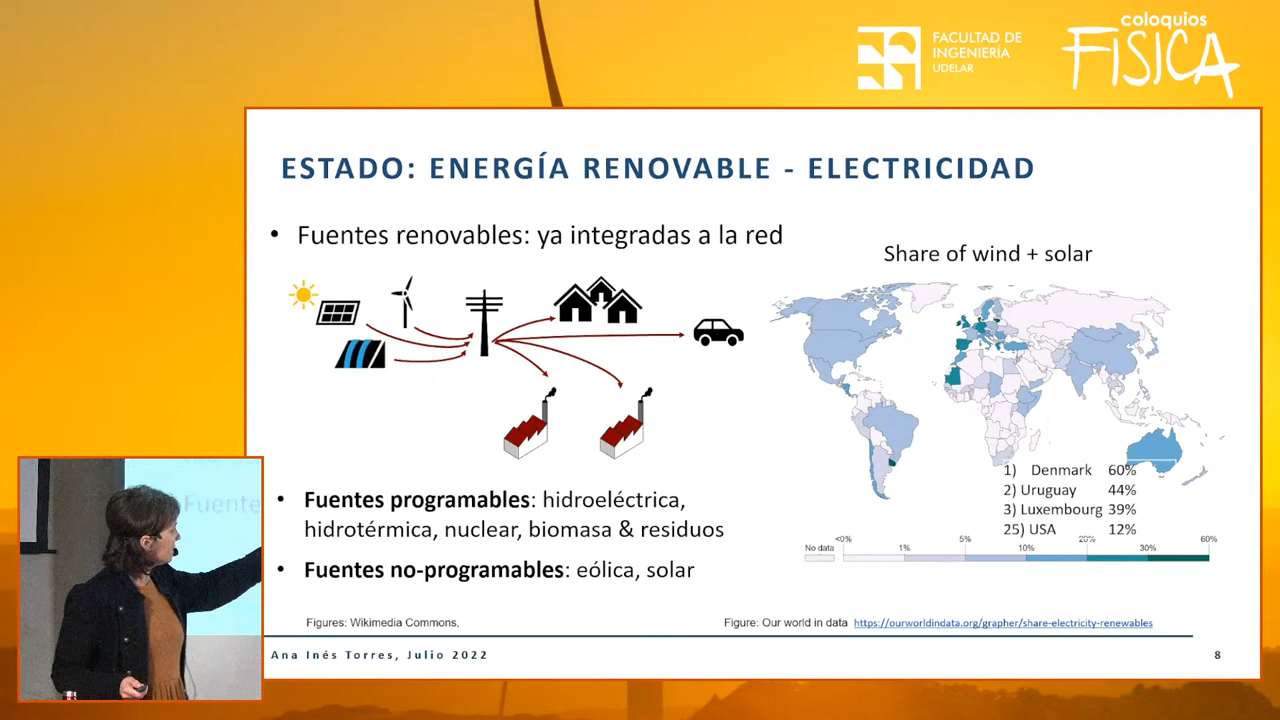 coloquios
FÍSICA
FACULTAD DE
INGENIERÍA
UDELAR
ESTADO: ENERGÍA RENOVABLE - ELECTRICIDAD
• Fuentes renovables: ya integradas a la red
Share of wind + solar
1) Denmark 60%
2) Uruguay 44%
3) Luxembourg 39%
25) USA 12%
No data <0% 1% 5% 10% 20% 30% 60%
• Fuentes programables: hidroeléctrica,
hidrotérmica, nuclear, biomasa & residuos
• Fuentes no-programables: eólica, solar
Fuente
Figures: Wikimedia Commons,
Figure: Our world in data https://ourworldindata.org/grapher/share-electricity-renewables
Ana Inés Torres, Julio 2022
8